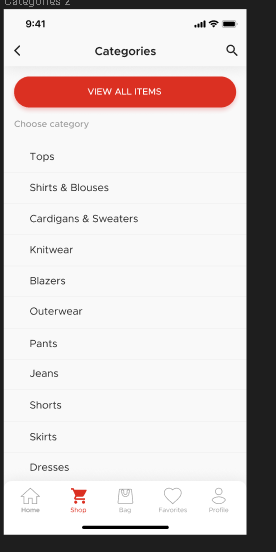 Categories 2
9:41
Categories
VIEW ALL ITEMS
Choose category
Tops
Shirts & Blouses
Cardigans & Sweaters
Knitwear
Blazers
Outerwear
Pants
Jeans
Shorts
Skirts
Dresses
Home Shop Bag Favorites Profile